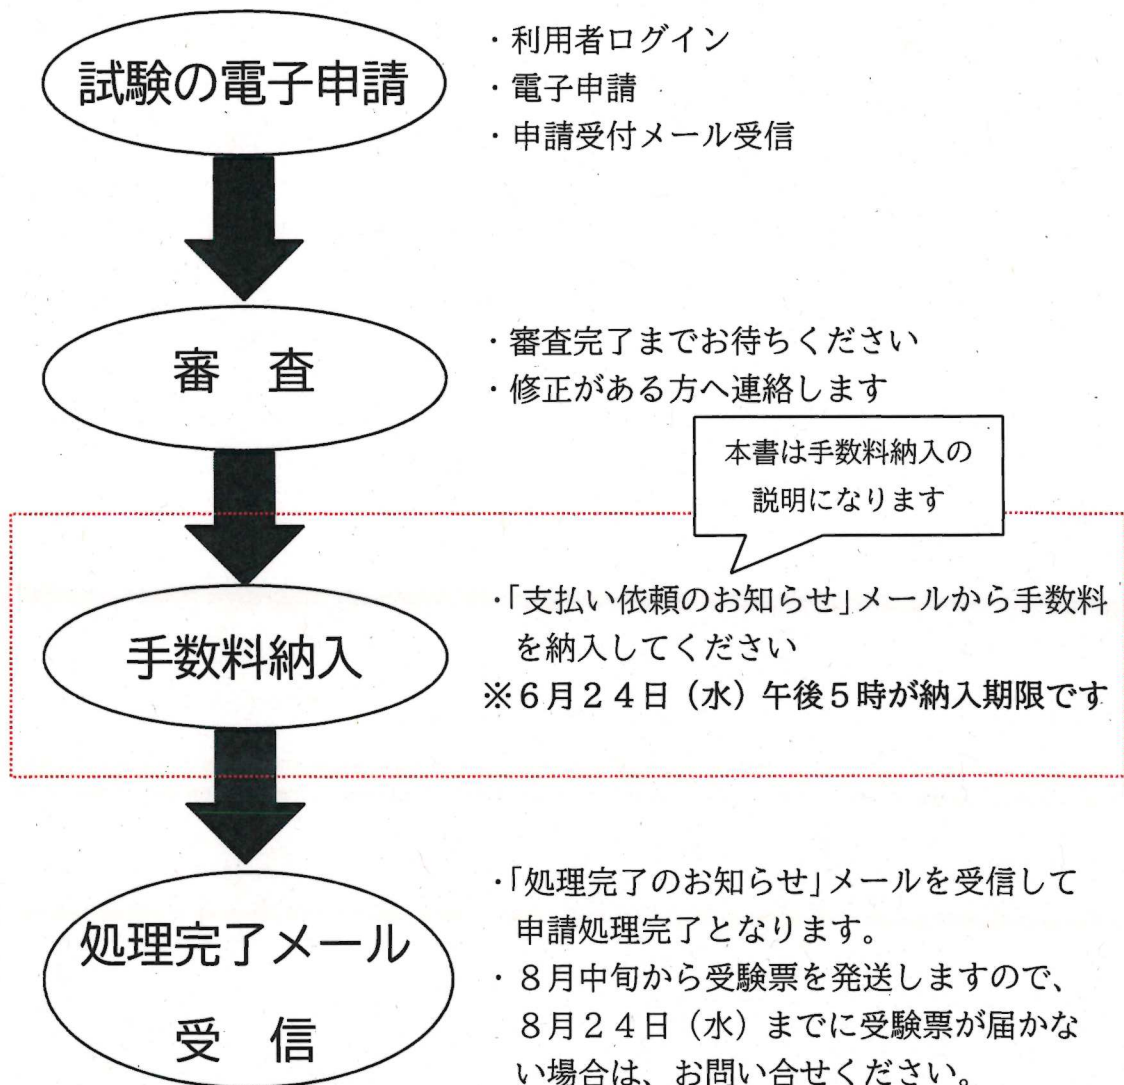 試験の電子申請
・利用者ログイン
・電子申請
・申請受付メール受信
審　査
・審査完了までお待ちください
・修正がある方へ連絡します
本書は手数料納入の
説明になります
手数料納入
・「支払い依頼のお知らせ」メールから手数料
を納入してください
※６月２４日（水）午後５時が納入期限です
処理完了メール
受　信
・「処理完了のお知らせ」メールを受信して
申請処理完了となります。
・８月中旬から受験票を発送しますので、
８月２４日（水）までに受験票が届かな
い場合は、お問い合せください。